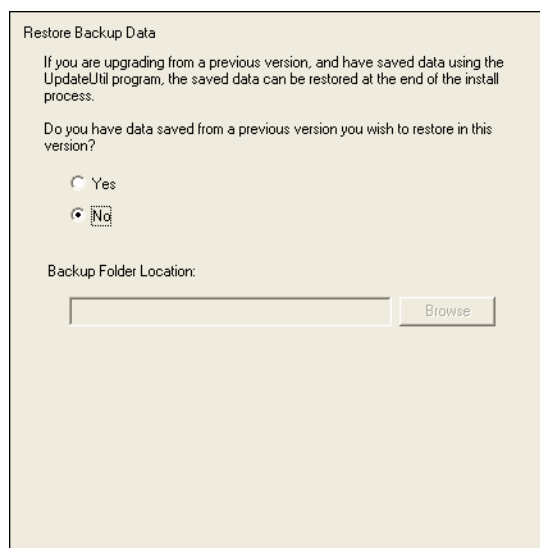 Restore Backup Data
If you are upgrading from a previous version, and have saved data using the
UpdateUtil program, the saved data can be restored at the end of the install
process.
Do you have data saved from a previous version you wish to restore in this
version?
Yes
No
Backup Folder Location:
Browse